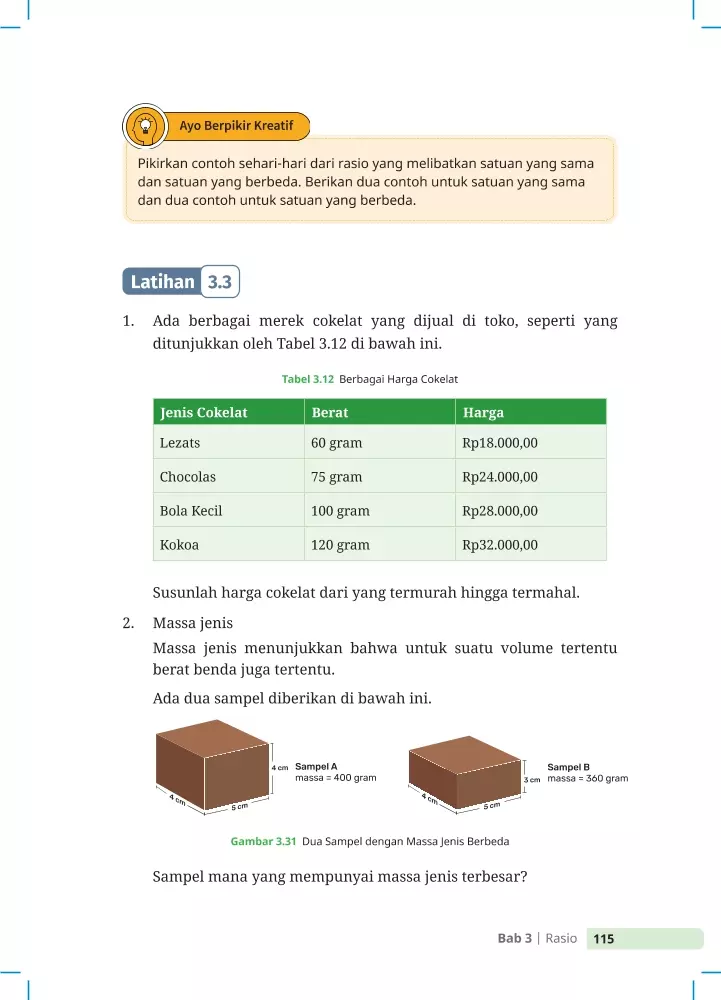 Ayo Berpikir Kreatif
Pikirkan contoh sehari-hari dari rasio yang melibatkan satuan yang sama
dan satuan yang berbeda. Berikan dua contoh untuk satuan yang sama
dan dua contoh untuk satuan yang berbeda.
Latihan 3.3
1. Ada berbagai merek cokelat yang dijual di toko, seperti yang
ditunjukkan oleh Tabel 3.12 di bawah ini.
Tabel 3.12 Berbagai Harga Cokelat
Jenis Cokelat Berat Harga
Lezats 60 gram Rp18.000,00
Chocolas 75 gram Rp24.000,00
Bola Kecil 100 gram Rp28.000,00
Kokoa 120 gram Rp32.000,00
Susunlah harga cokelat dari yang termurah hingga termahal.
2. Massa jenis
Massa jenis menunjukkan bahwa untuk suatu volume tertentu
berat benda juga tertentu.
Ada dua sampel diberikan di bawah ini.
4 cm
Sampel A
massa = 400 gram
4 cm
5 cm
3 cm
Sampel B
massa = 360 gram
4 cm
5 cm
Gambar 3.31 Dua Sampel dengan Massa Jenis Berbeda
Sampel mana yang mempunyai massa jenis terbesar?
Bab 3 | Rasio 115